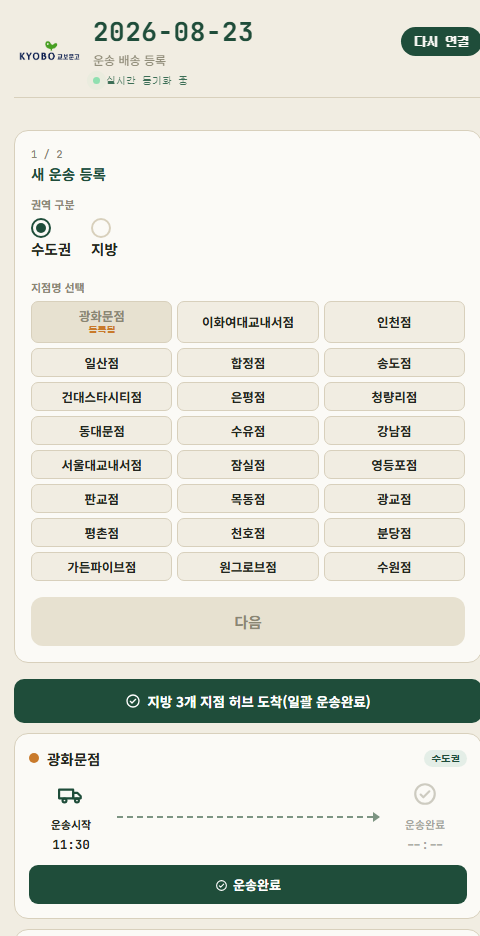 KYOBO 교보문고
2026-08-23
운송 배송 등록
실시간 동기화 중
다시 연결
1 / 2
새 운송 등록
권역 구분
수도권 지방
지점명 선택
광화문점 이화여대교내서점 인천점
등록됨
일산점 합정점 송도점
건대스타시티점 은평점 청량리점
동대문점 수유점 강남점
서울대교내서점 잠실점 영등포점
판교점 목동점 광교점
평촌점 천호점 분당점
가든파이브점 원그로브점 수원점
다음
지방 3개 지점 허브 도착(일괄 운송완료)
광화문점 수도권
운송시작 운송완료
11:30 --:--
운송완료